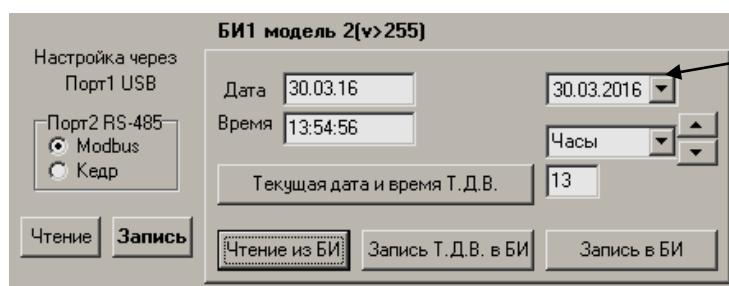 БИ1 модель 2(v>255)
Настройка через
Порт1 USB
Порт2 RS-485
Modbus
Кедр
Чтение
Запись
Дата 30.03.16
30.03.2016
Время 13:54:56
Часы
Текущая дата и время Т.Д.В.
13
Чтение из БИ
Запись Т.Д.В. в БИ
Запись в БИ